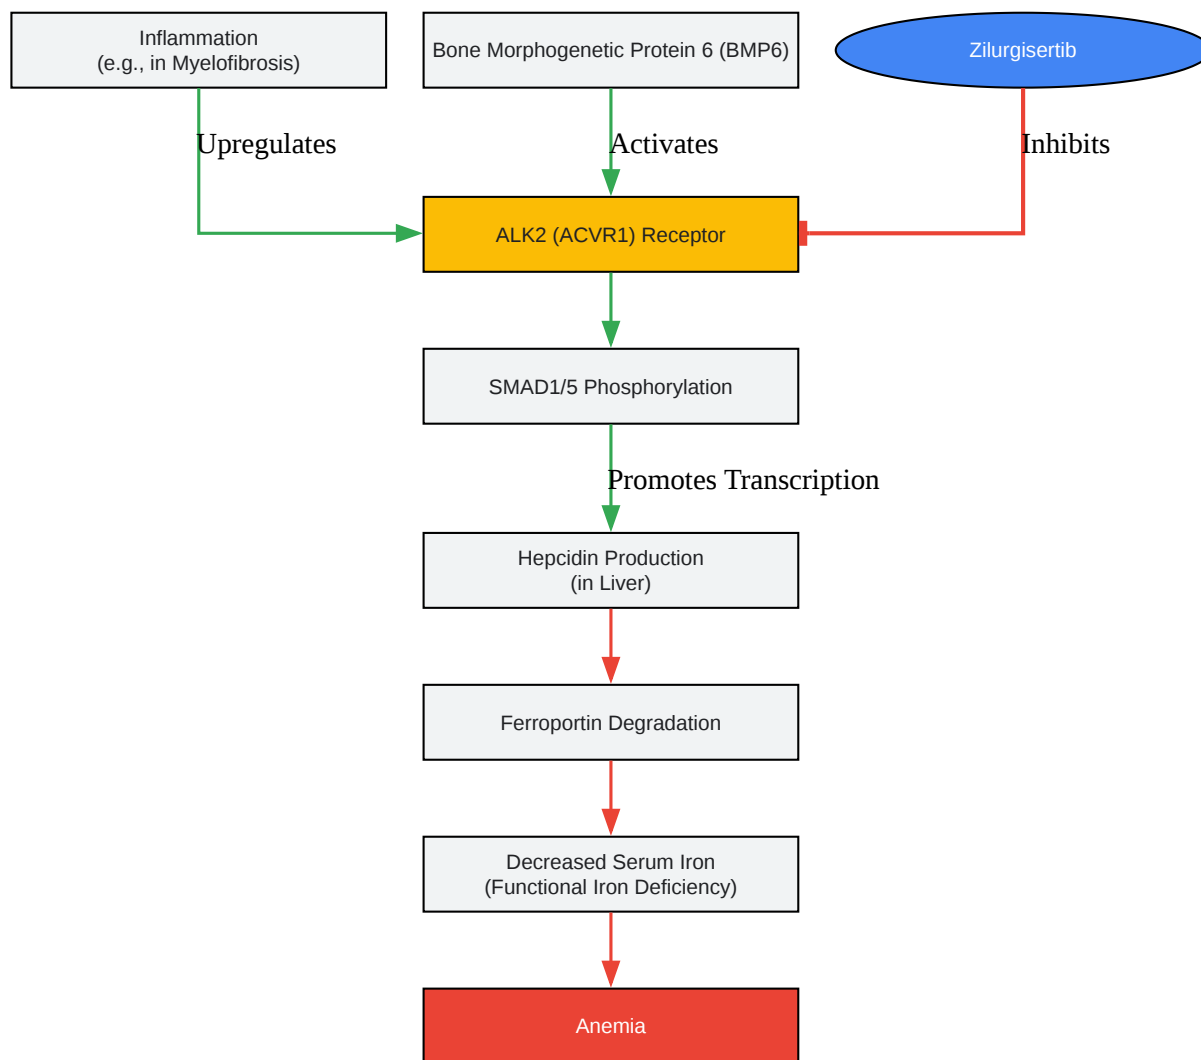 Inflammation
(e.g., in Myelofibrosis)
Bone Morphogenetic Protein 6 (BMP6)
Zilurgisertib
Upregulates
Activates
Inhibits
ALK2 (ACVR1) Receptor
SMAD1/5 Phosphorylation
Promotes Transcription
Hepcidin Production
(in Liver)
Ferroportin Degradation
Decreased Serum Iron
(Functional Iron Deficiency)
Anemia